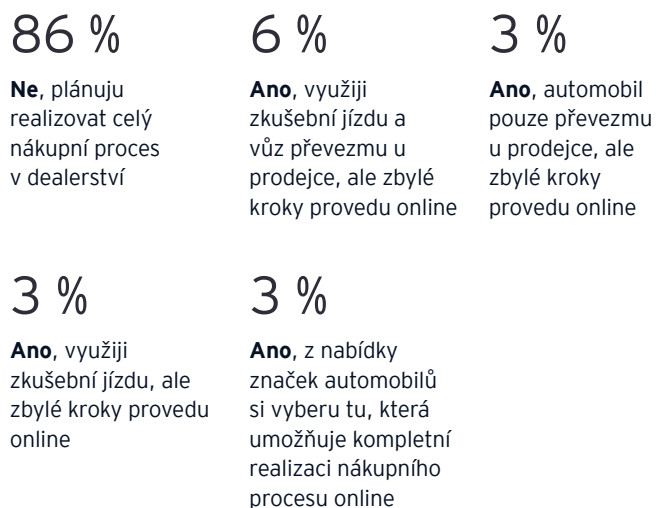 86 %
Ne, plánuju
realizovat celý
nákupní proces
v dealerství
6 %
Ano, využiji
zkušební jízdu a
vůz převezmu u
prodejce, ale zbylé
kroky provedu online
3 %
Ano, automobil
pouze převezmu
u prodejce, ale
zbylé kroky
provedu online
3 %
Ano, využiji
zkušební jízdu, ale
zbylé kroky provedu
online
3 %
Ano, z nabídky
značek automobilů
si vyberu tu, která
umožňuje kompletní
realizaci nákupního
procesu online